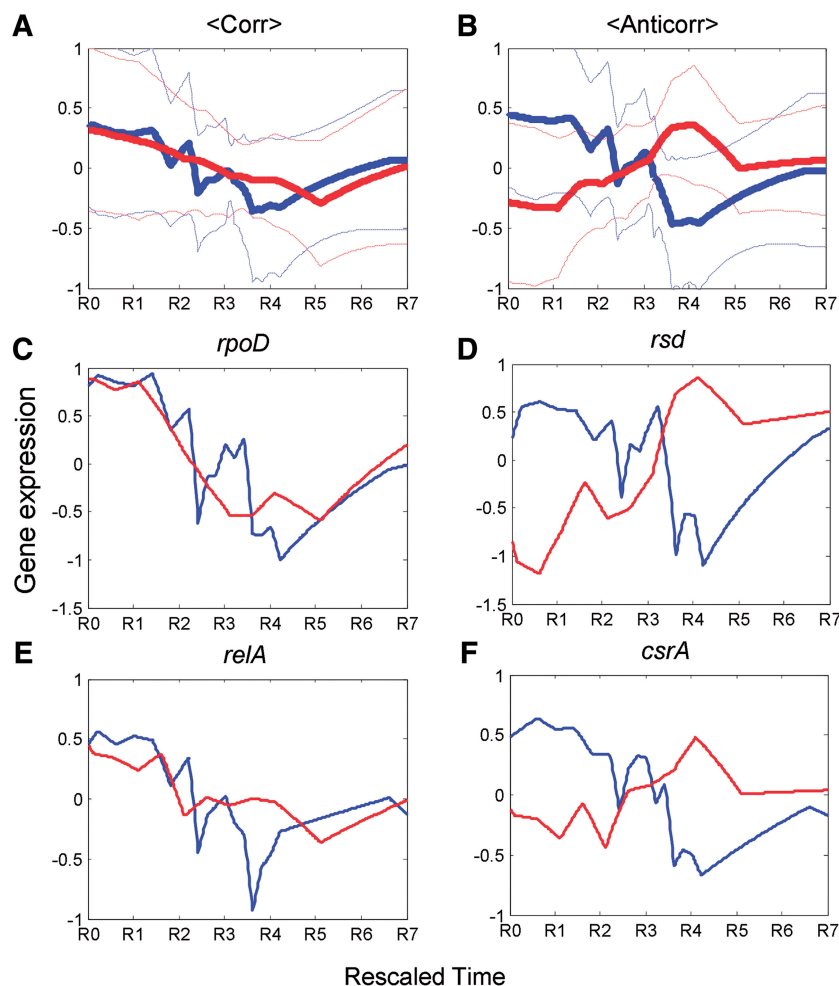 A <Corr> B <Anticorr>
1 1
0.5 0.5
0 0
-0.5 -0.5
-1 -1
R0 R1 R2 R3 R4 R5 R6 R7 R0 R1 R2 R3 R4 R5 R6 R7
C rpoD D rsd
1 1
0.5 0.5
0 0
-0.5 -0.5
-1 -1
-1.5 -1.5
R0 R1 R2 R3 R4 R5 R6 R7 R0 R1 R2 R3 R4 R5 R6 R7
Gene expression
E relA F csrA
1 1
0.5 0.5
0 0
-0.5 -0.5
-1 -1
R0 R1 R2 R3 R4 R5 R6 R7 R0 R1 R2 R3 R4 R5 R6 R7
Rescaled Time